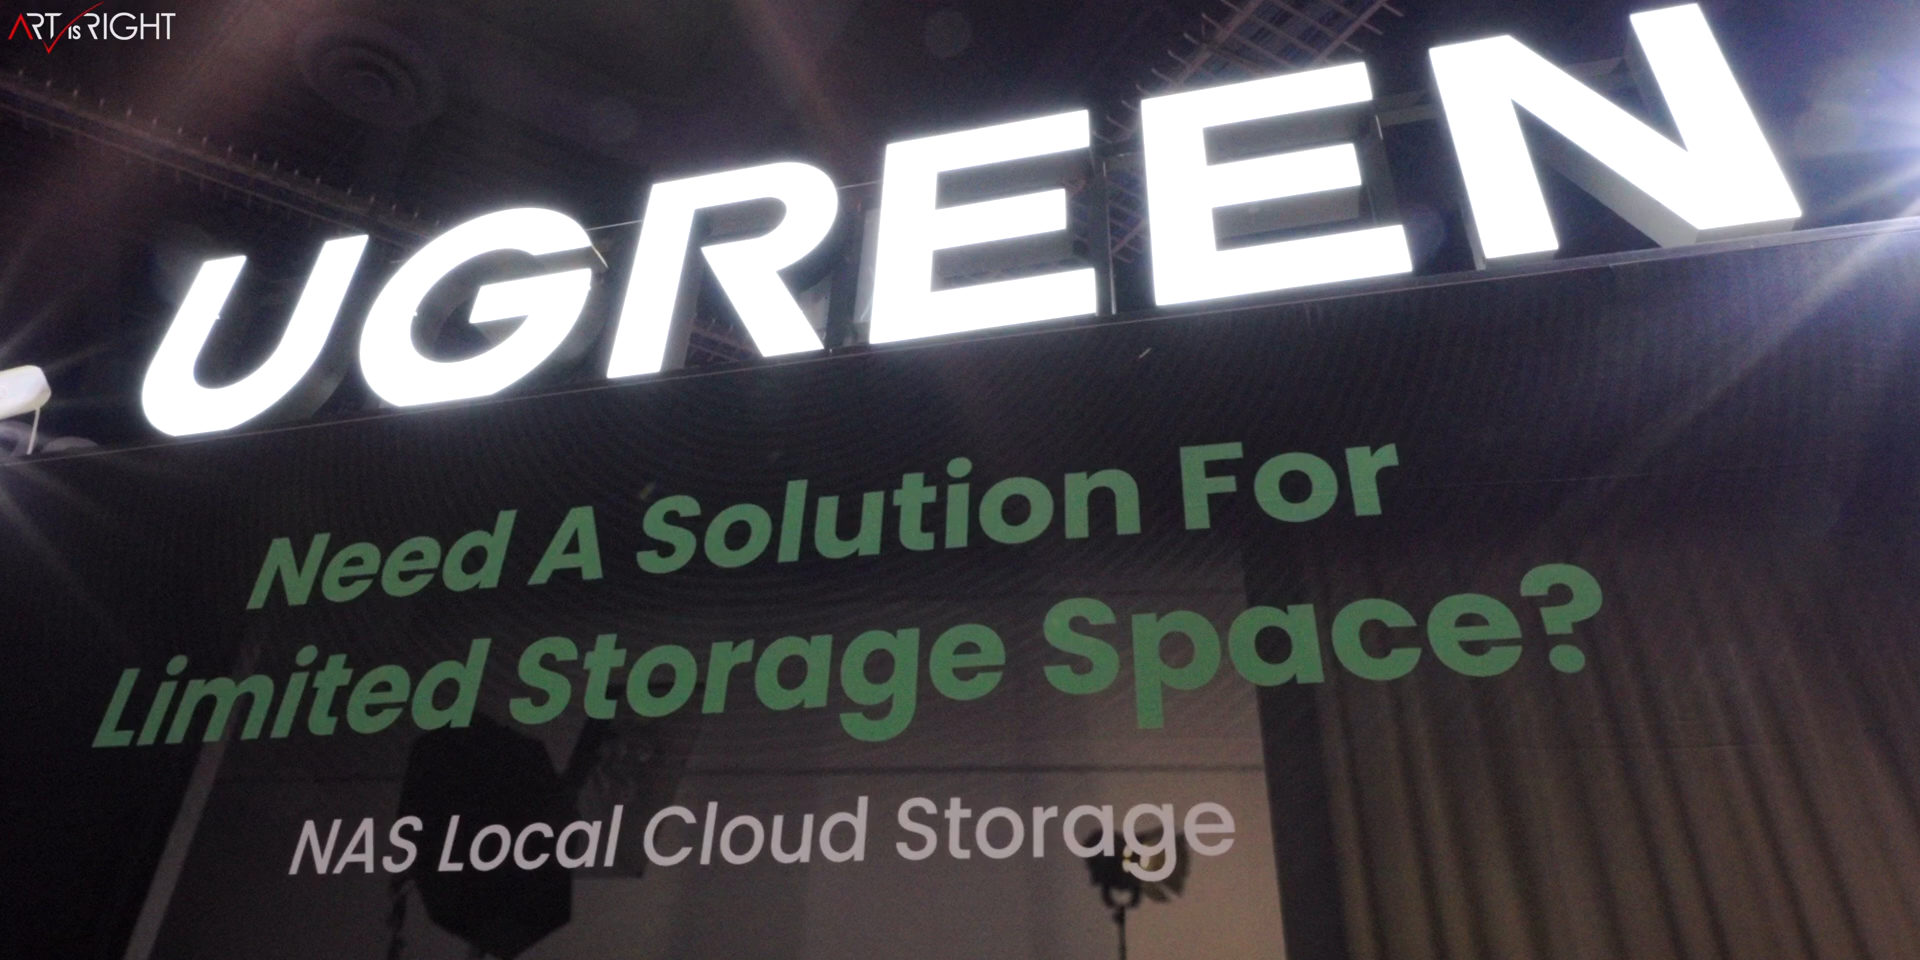 ART IS RIGHT
UGREEN
Need A Solution For
Limited Storage Space?
NAS Local Cloud Storage